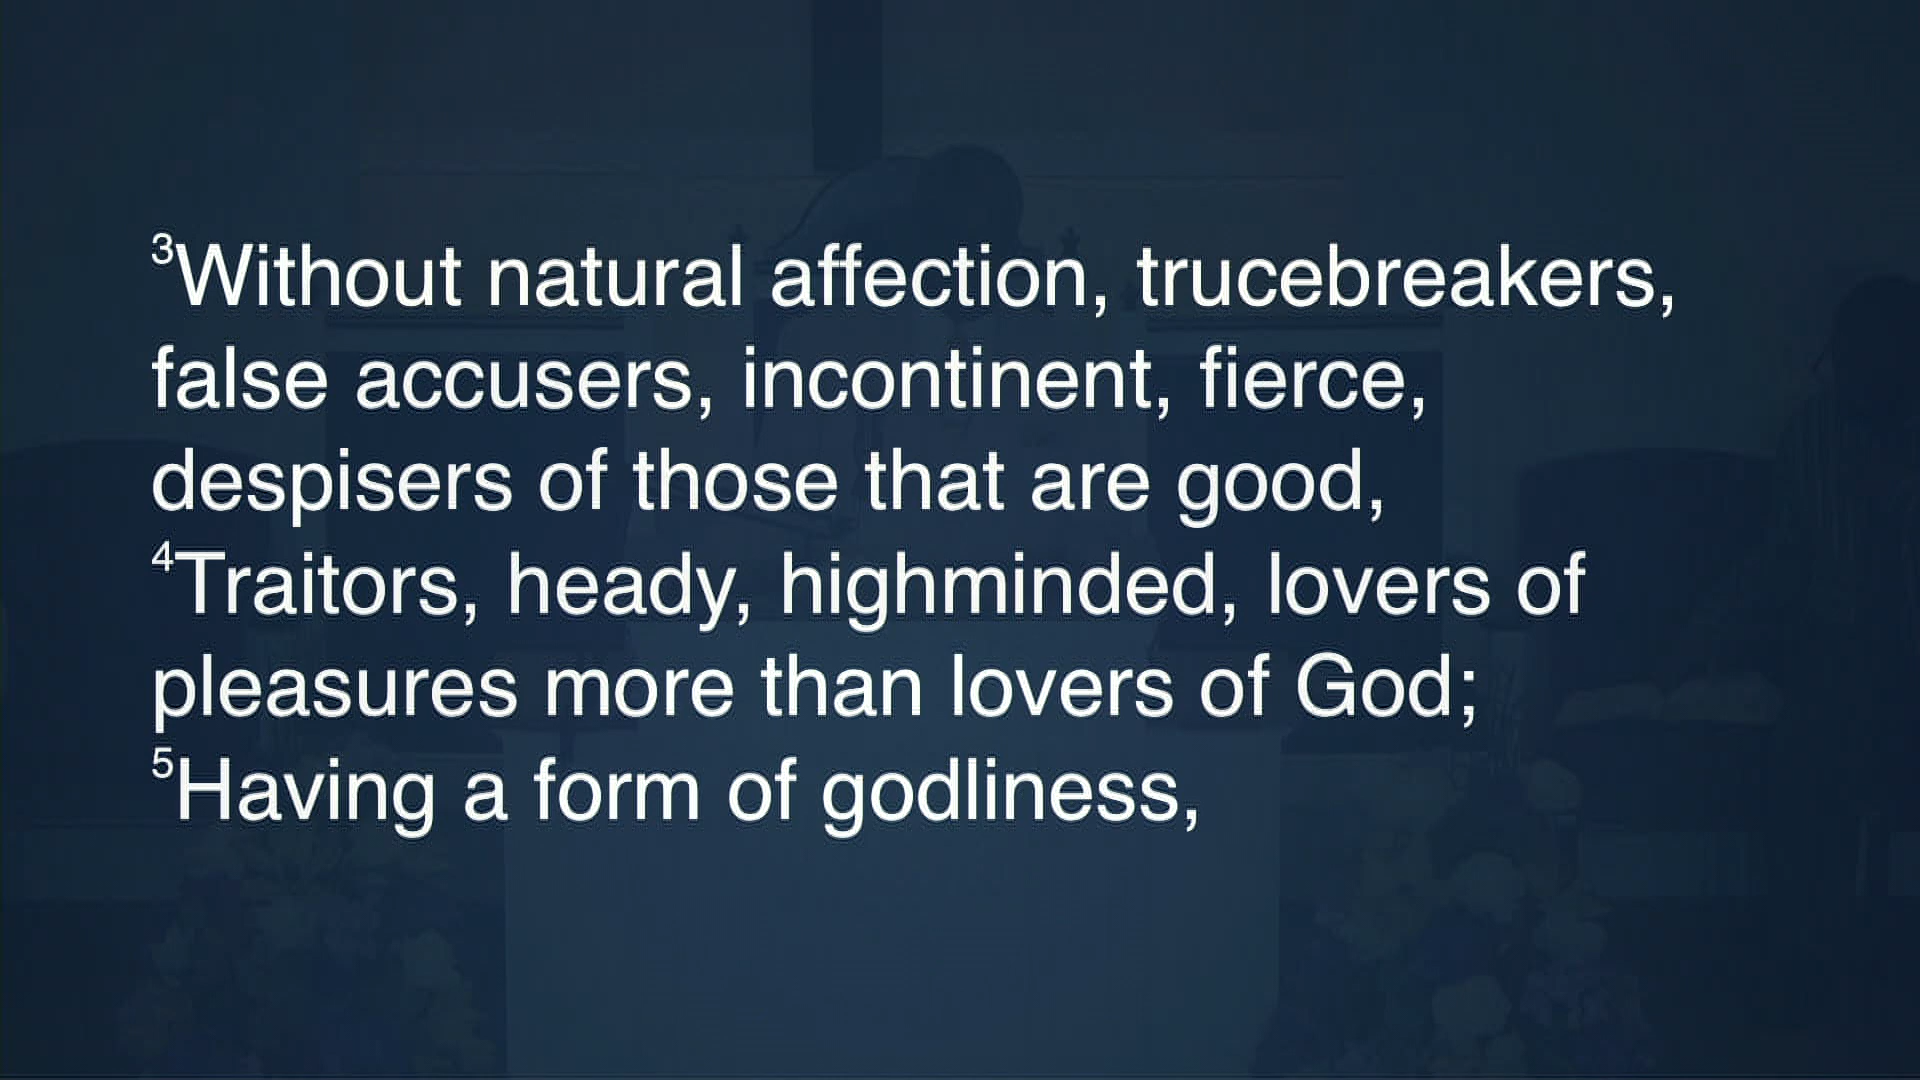 ³Without natural affection, trucebreakers,
false accusers, incontinent, fierce,
despisers of those that are good,
⁴Traitors, heady, highminded, lovers of
pleasures more than lovers of God;
⁵Having a form of godliness,